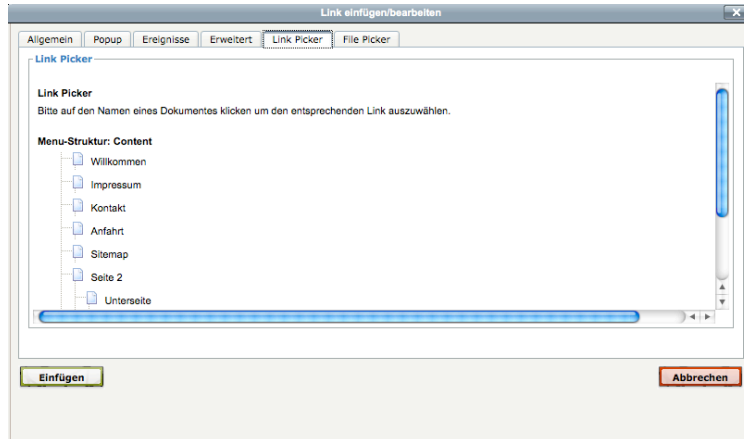 Link einfügen/bearbeiten
Allgemein Popup Ereignisse Erweitert Link Picker File Picker
Link Picker
Link Picker
Bitte auf den Namen eines Dokumentes klicken um den entsprechenden Link auszuwählen.
Menu-Struktur: Content
Willkommen
Impressum
Kontakt
Anfahrt
Sitemap
Seite 2
Unterseite
Einfügen Abbrechen